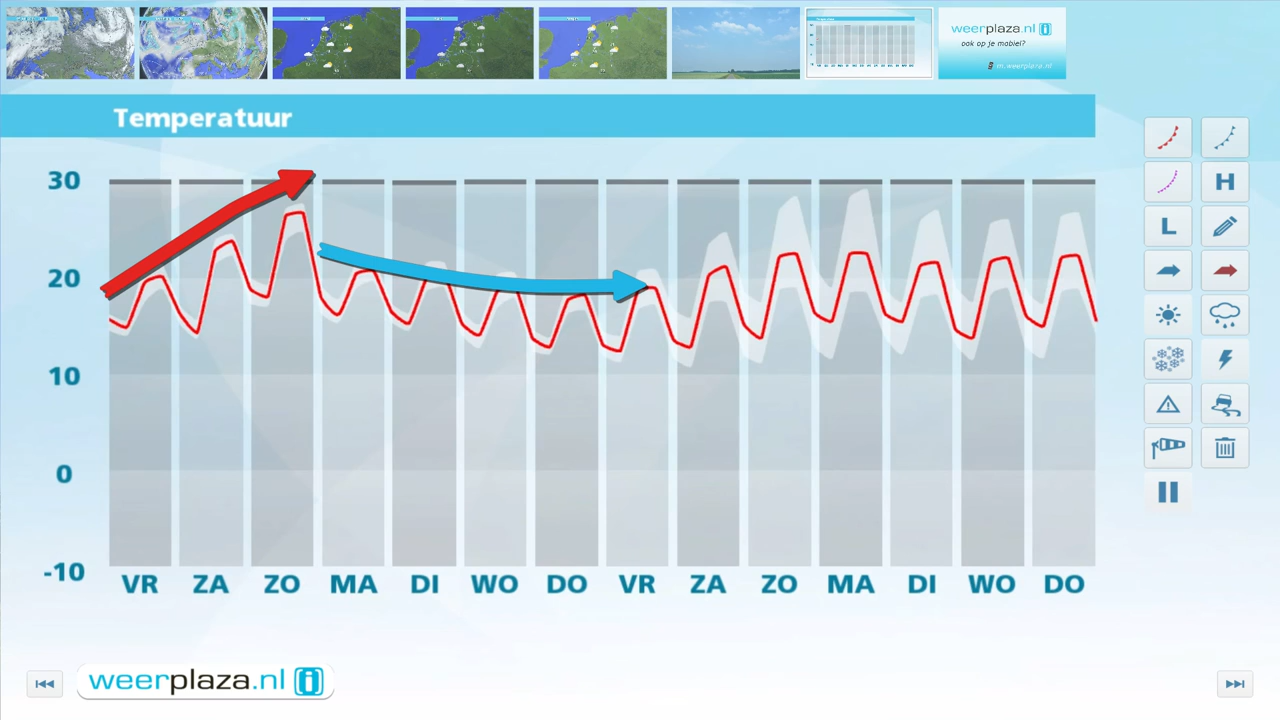 weerplaza.nl i
ook op je mobiel?
m.weerplaza.nl
Temperatuur
30
20
10
0
-10
VR ZA ZO MA DI WO DO VR ZA ZO MA DI WO DO
H
L
weerplaza.nl i